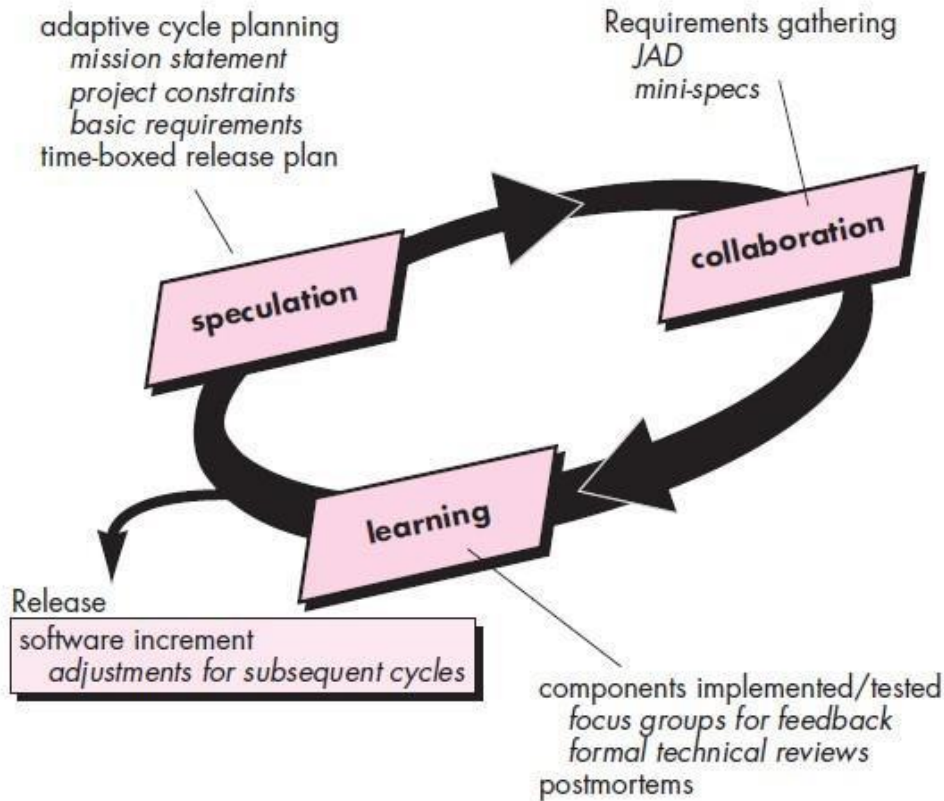 adaptive cycle planning
mission statement
project constraints
basic requirements
time-boxed release plan
Requirements gathering
JAD
mini-specs
speculation
collaboration
learning
Release
software increment
adjustments for subsequent cycles
components implemented/tested
focus groups for feedback
formal technical reviews
postmortems